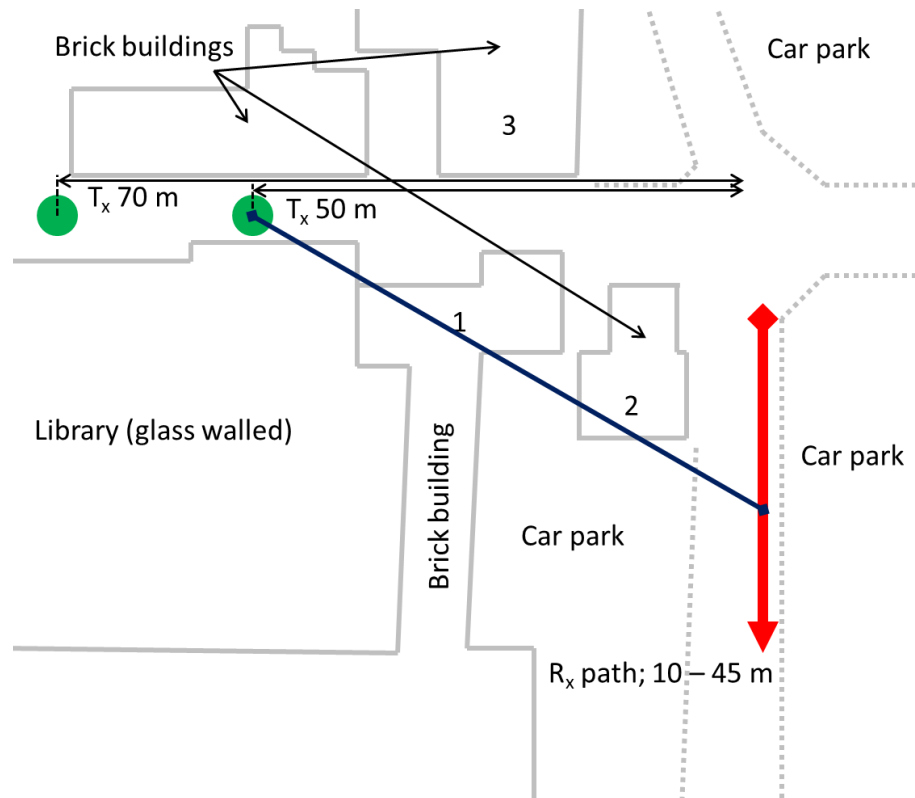 Brick buildings
Car park
3
Tx 70 m
Tx 50 m
1
2
Library (glass walled)
Brick building
Car park
Car park
Rx path; 10 – 45 m